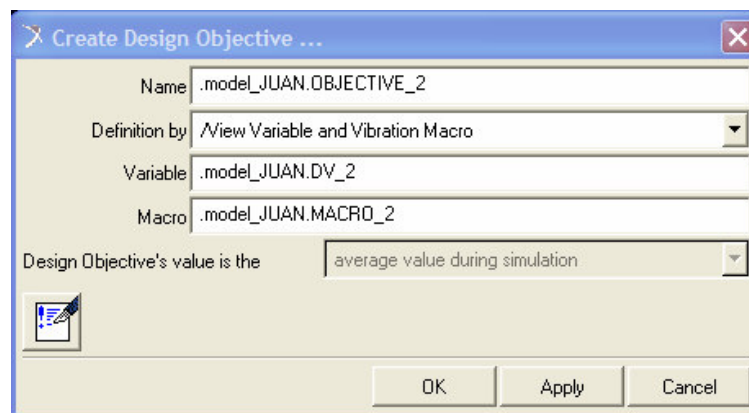 Create Design Objective ...
Name .model_JUAN.OBJECTIVE_2
Definition by /View Variable and Vibration Macro
Variable .model_JUAN.DV_2
Macro .model_JUAN.MACRO_2
Design Objective's value is the average value during simulation
OK Apply Cancel